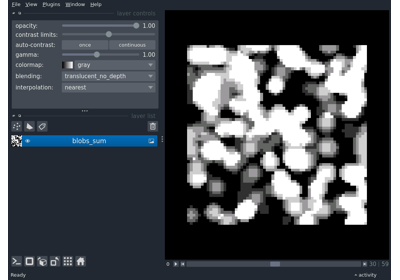 File View Plugins Window Help
layer controls
opacity: 1.00
contrast limits:
auto-contrast: once continuous
gamma: 1.00
colormap: gray
blending: translucent_no_depth
interpolation: nearest
layer list
blobs_sum
0 30 59
Ready activity